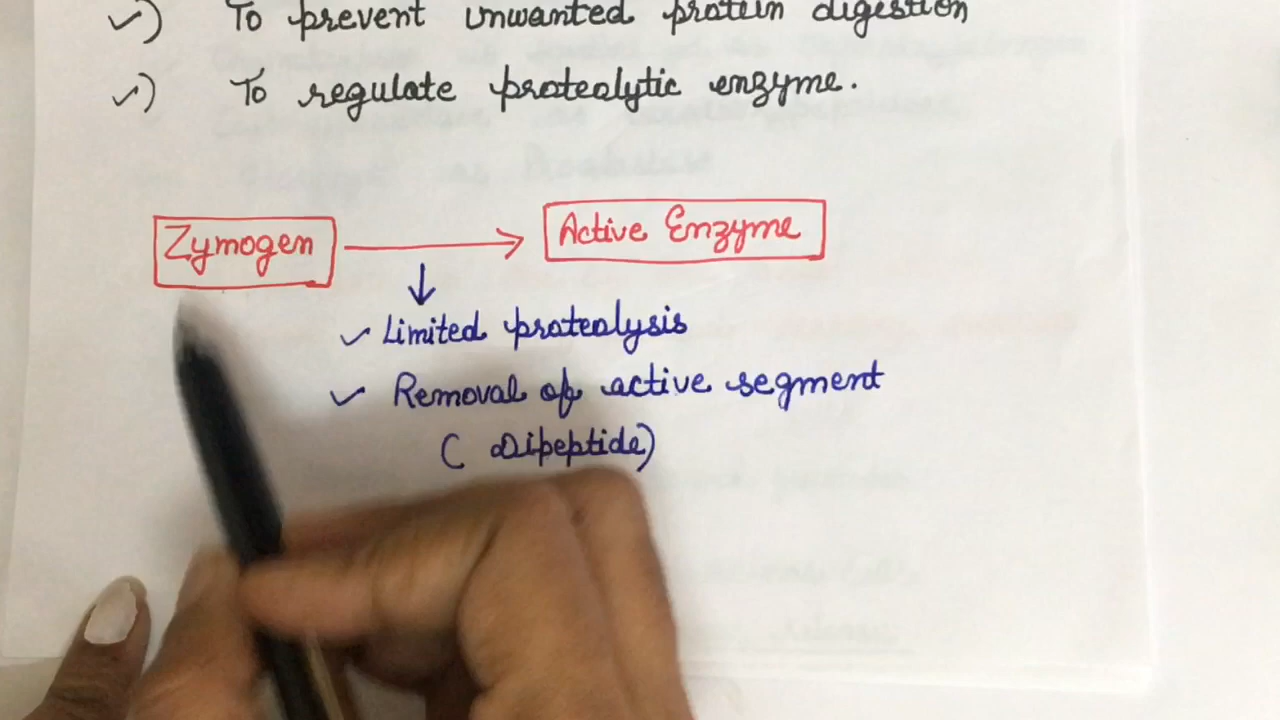 ✓) To prevent unwanted protein digestion
✓) To regulate proteolytic enzyme.
Zymogen → Active Enzyme
↓
✓ Limited proteolysis
✓ Removal of active segment
( Dipeptide)